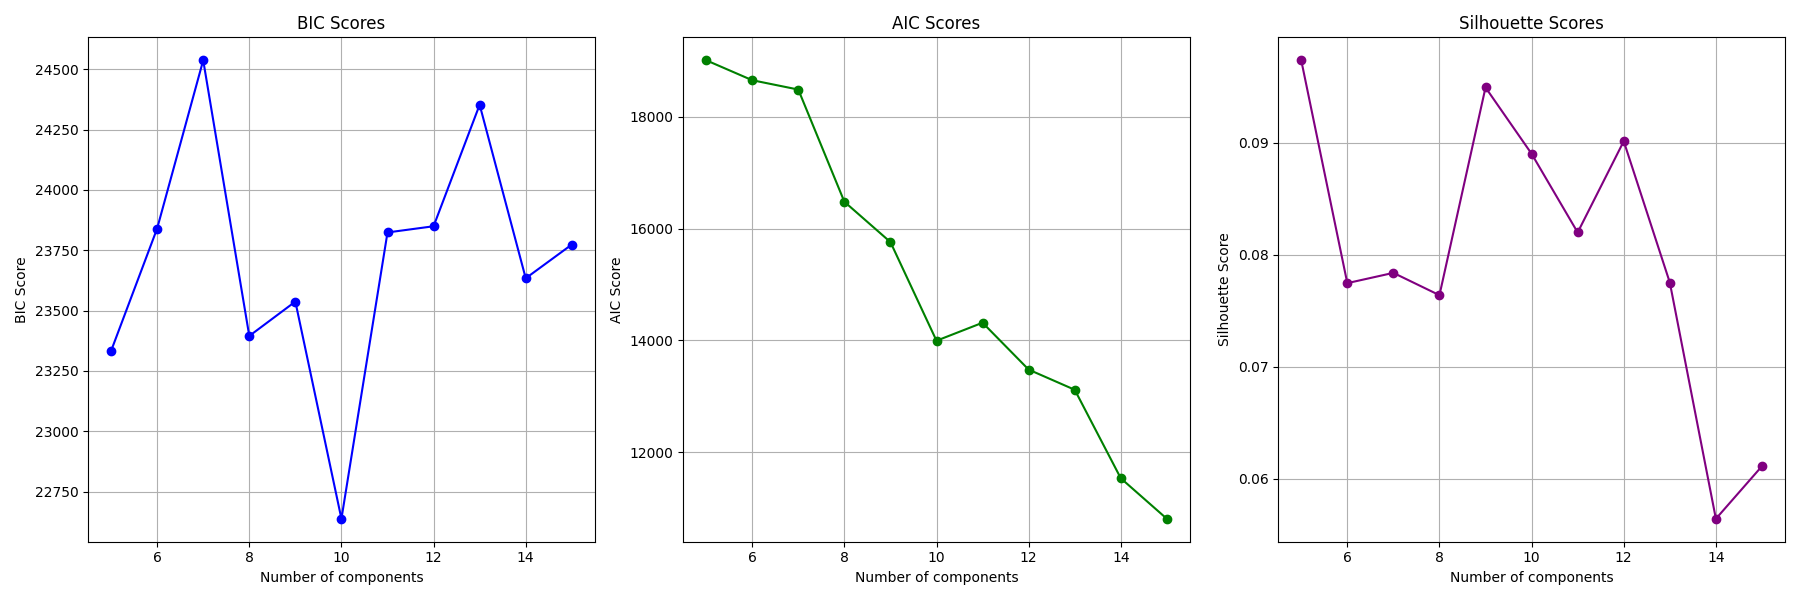 BIC Scores
BIC Score
24500
24250
24000
23750
23500
23250
23000
22750
6 8 10 12 14
Number of components
AIC Scores
AIC Score
18000
16000
14000
12000
6 8 10 12 14
Number of components
Silhouette Scores
Silhouette Score
0.09
0.08
0.07
0.06
6 8 10 12 14
Number of components